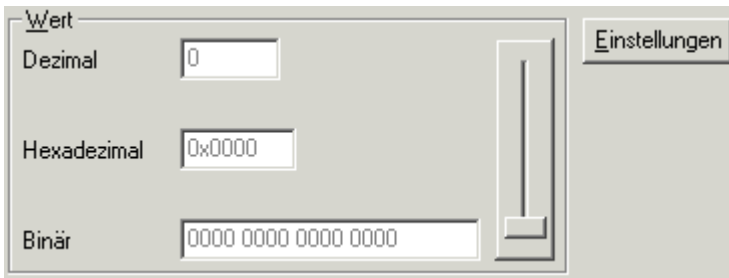 Wert
Dezimal
0
Einstellungen
Hexadezimal
0x0000
Binär
0000 0000 0000 0000